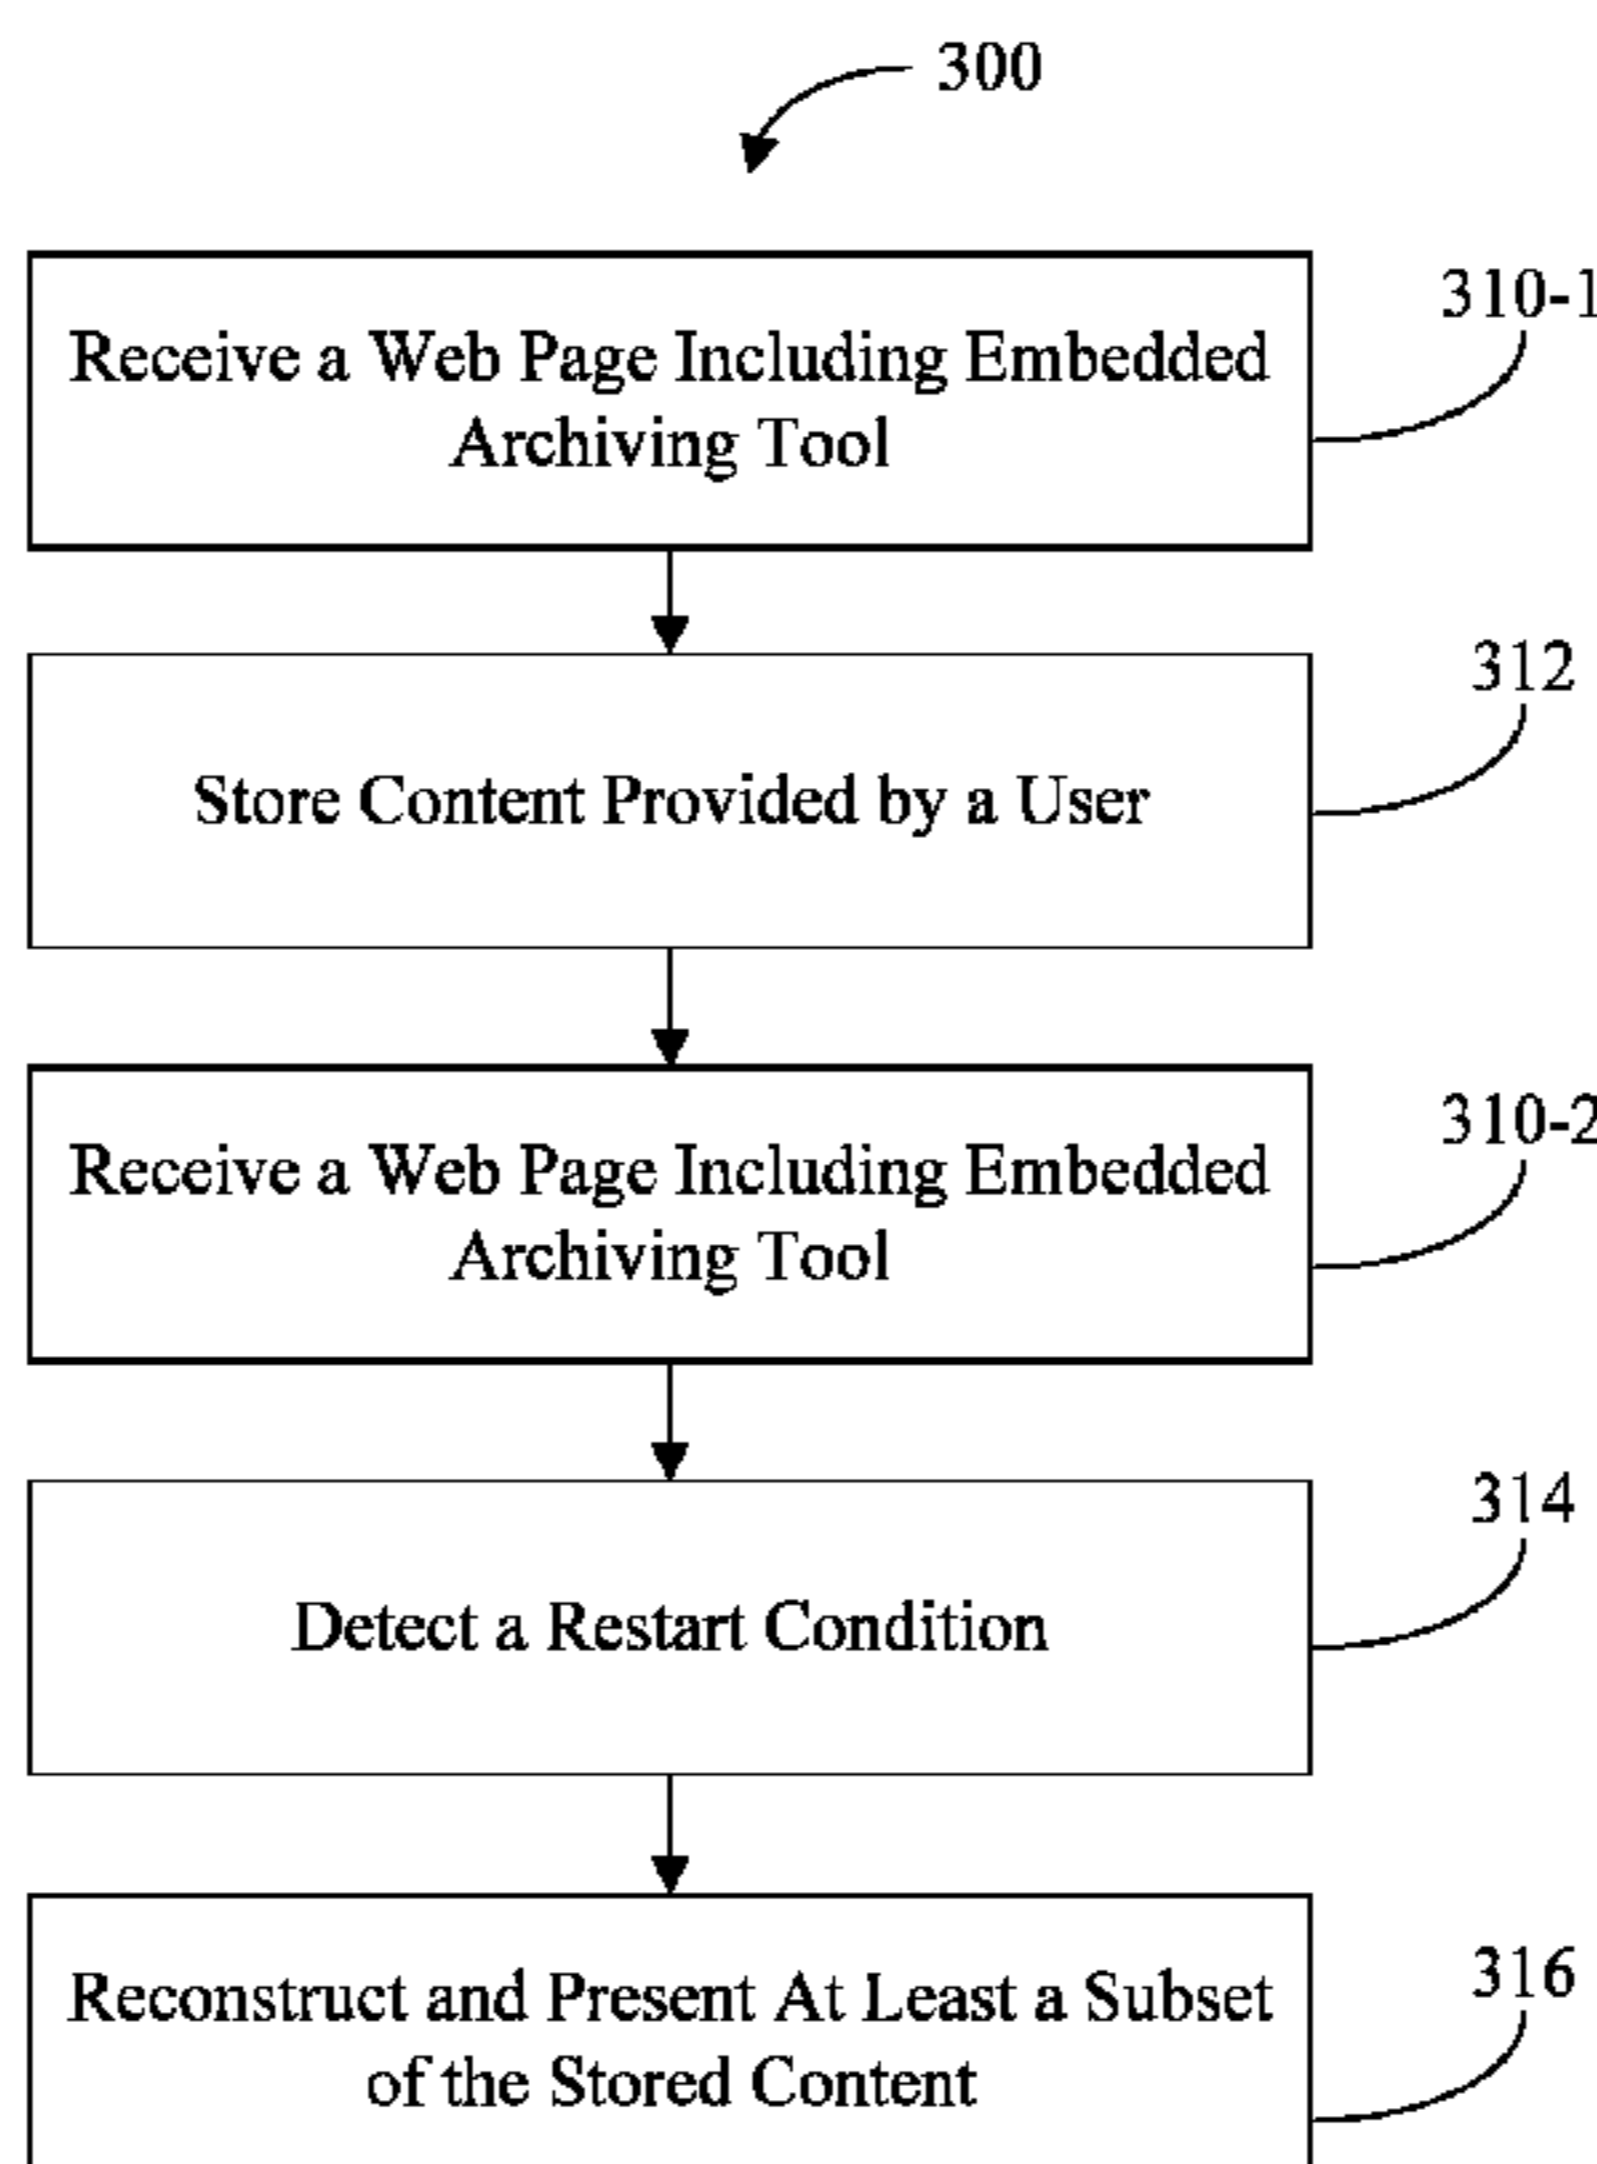 300
310-1
Receive a Web Page Including Embedded
Archiving Tool
312
Store Content Provided by a User
310-2
Receive a Web Page Including Embedded
Archiving Tool
314
Detect a Restart Condition
316
Reconstruct and Present At Least a Subset
of the Stored Content